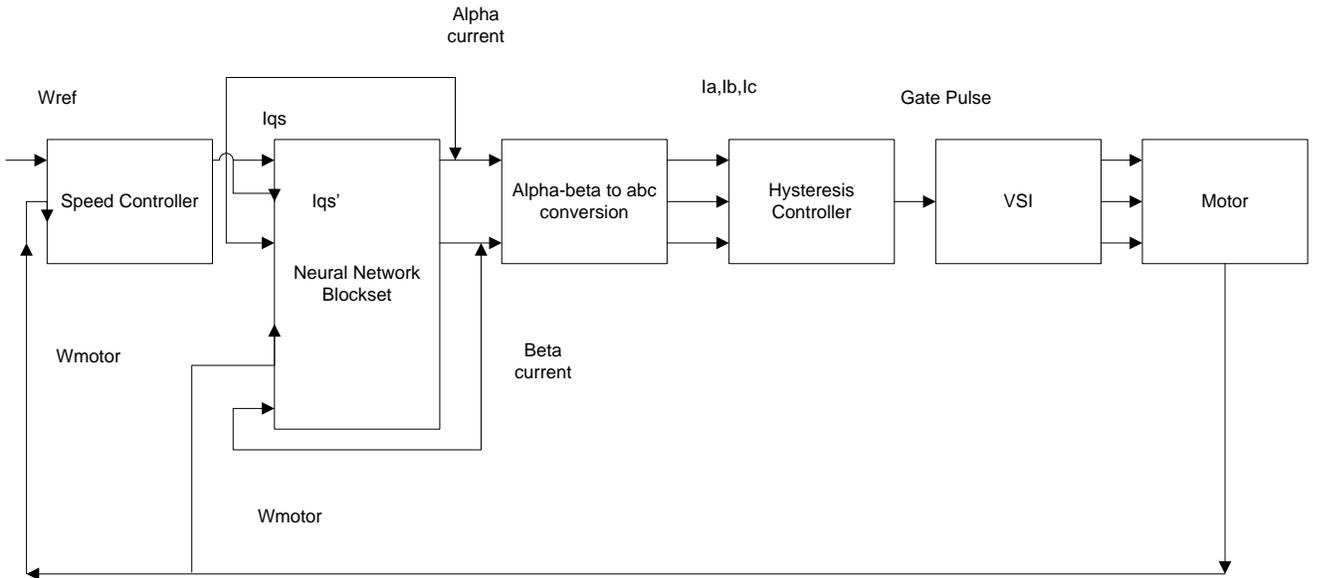 Alpha
current
Wref
Iqs
Ia,Ib,Ic
Gate Pulse
Speed Controller
Iqs'
Neural Network
Blockset
Alpha-beta to abc
conversion
Hysteresis
Controller
VSI
Motor
Wmotor
Beta
current
Wmotor